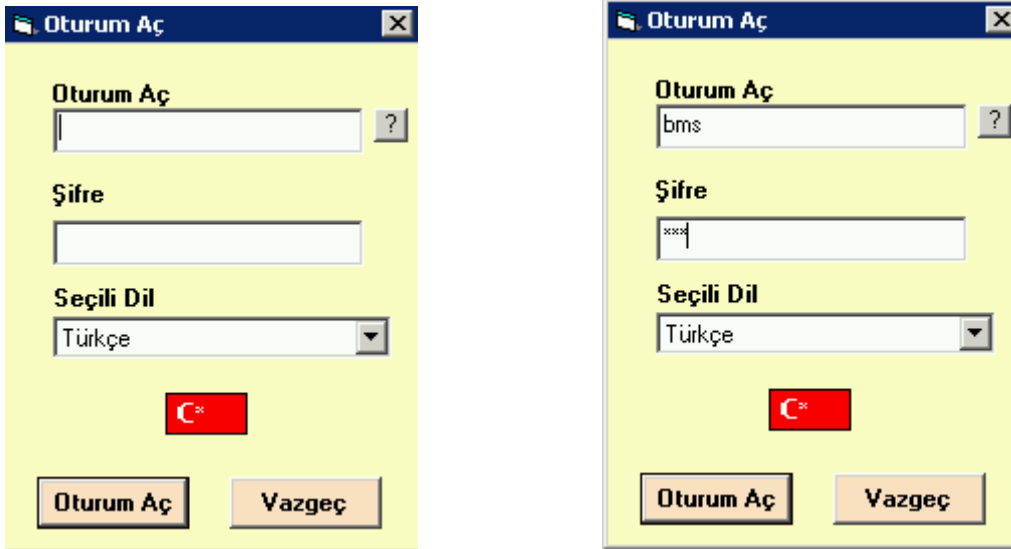 Oturum Aç
Oturum Aç
?
Şifre
Seçili Dil
Türkçe
Oturum Aç
Vazgeç
Oturum Aç
Oturum Aç
bms
?
Şifre
***
Seçili Dil
Türkçe
Oturum Aç
Vazgeç